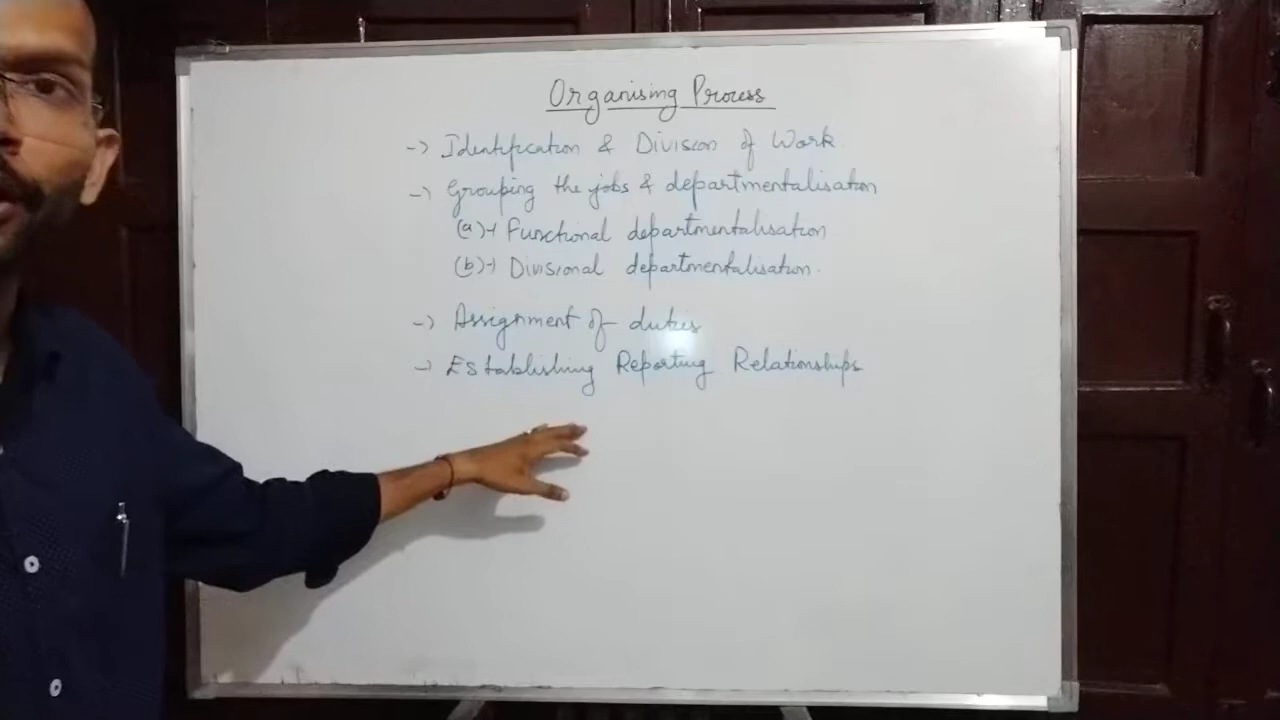 Organising Process
-> Identification & Division of Work
-> Grouping the jobs & departmentalisation
(a)-| Functional departmentalisation
(b)-| Divisional departmentalisation.
-> Assignment of duties
-> Establishing Reporting Relationships